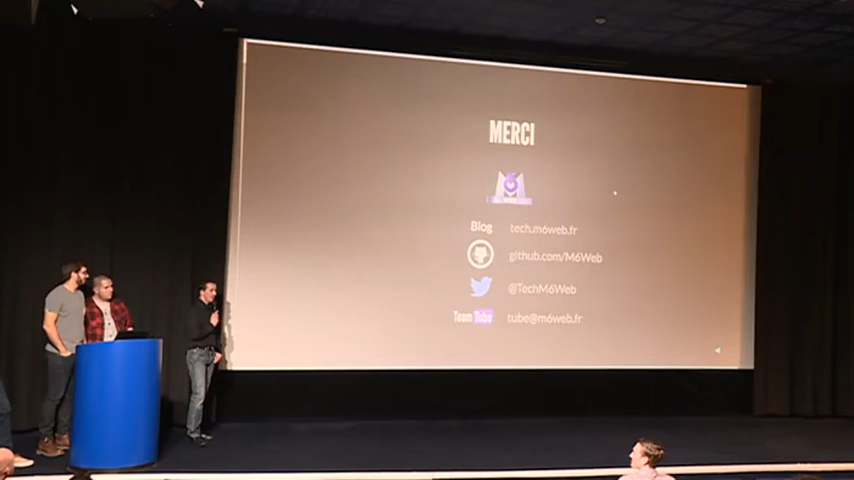 MERCI
Blog tech.m6web.fr
github.com/M6Web
@TechM6Web
Team Tube tube@m6web.fr